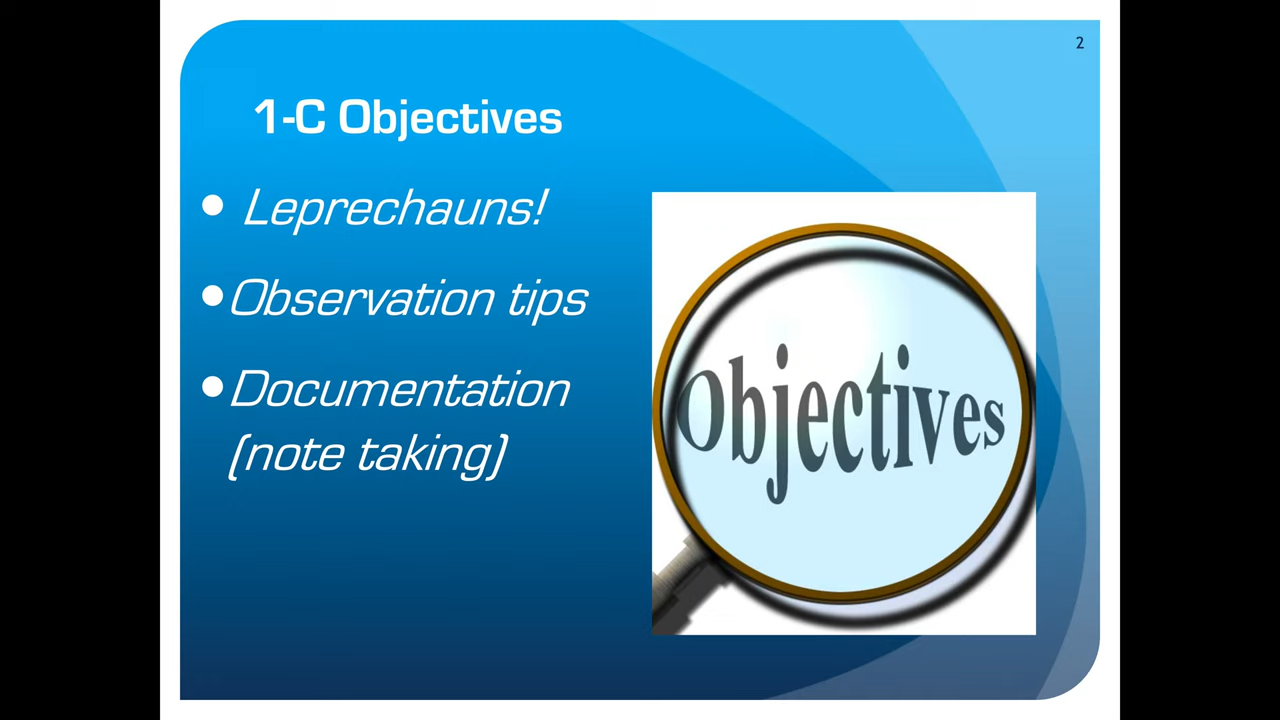 2
1-C Objectives
• Leprechauns!
•Observation tips
•Documentation
(note taking)
Objectives